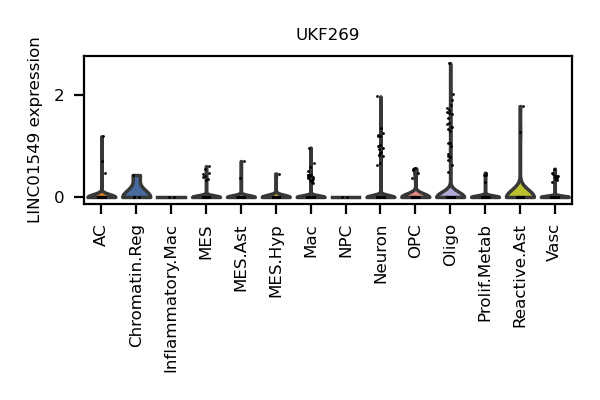 UKF269
LINC01549 expression
2
0
AC
Chromatin.Reg
Inflammatory.Mac
MES
MES.Ast
MES.Hyp
Mac
NPC
Neuron
OPC
Oligo
Prolif.Metab
Reactive.Ast
Vasc